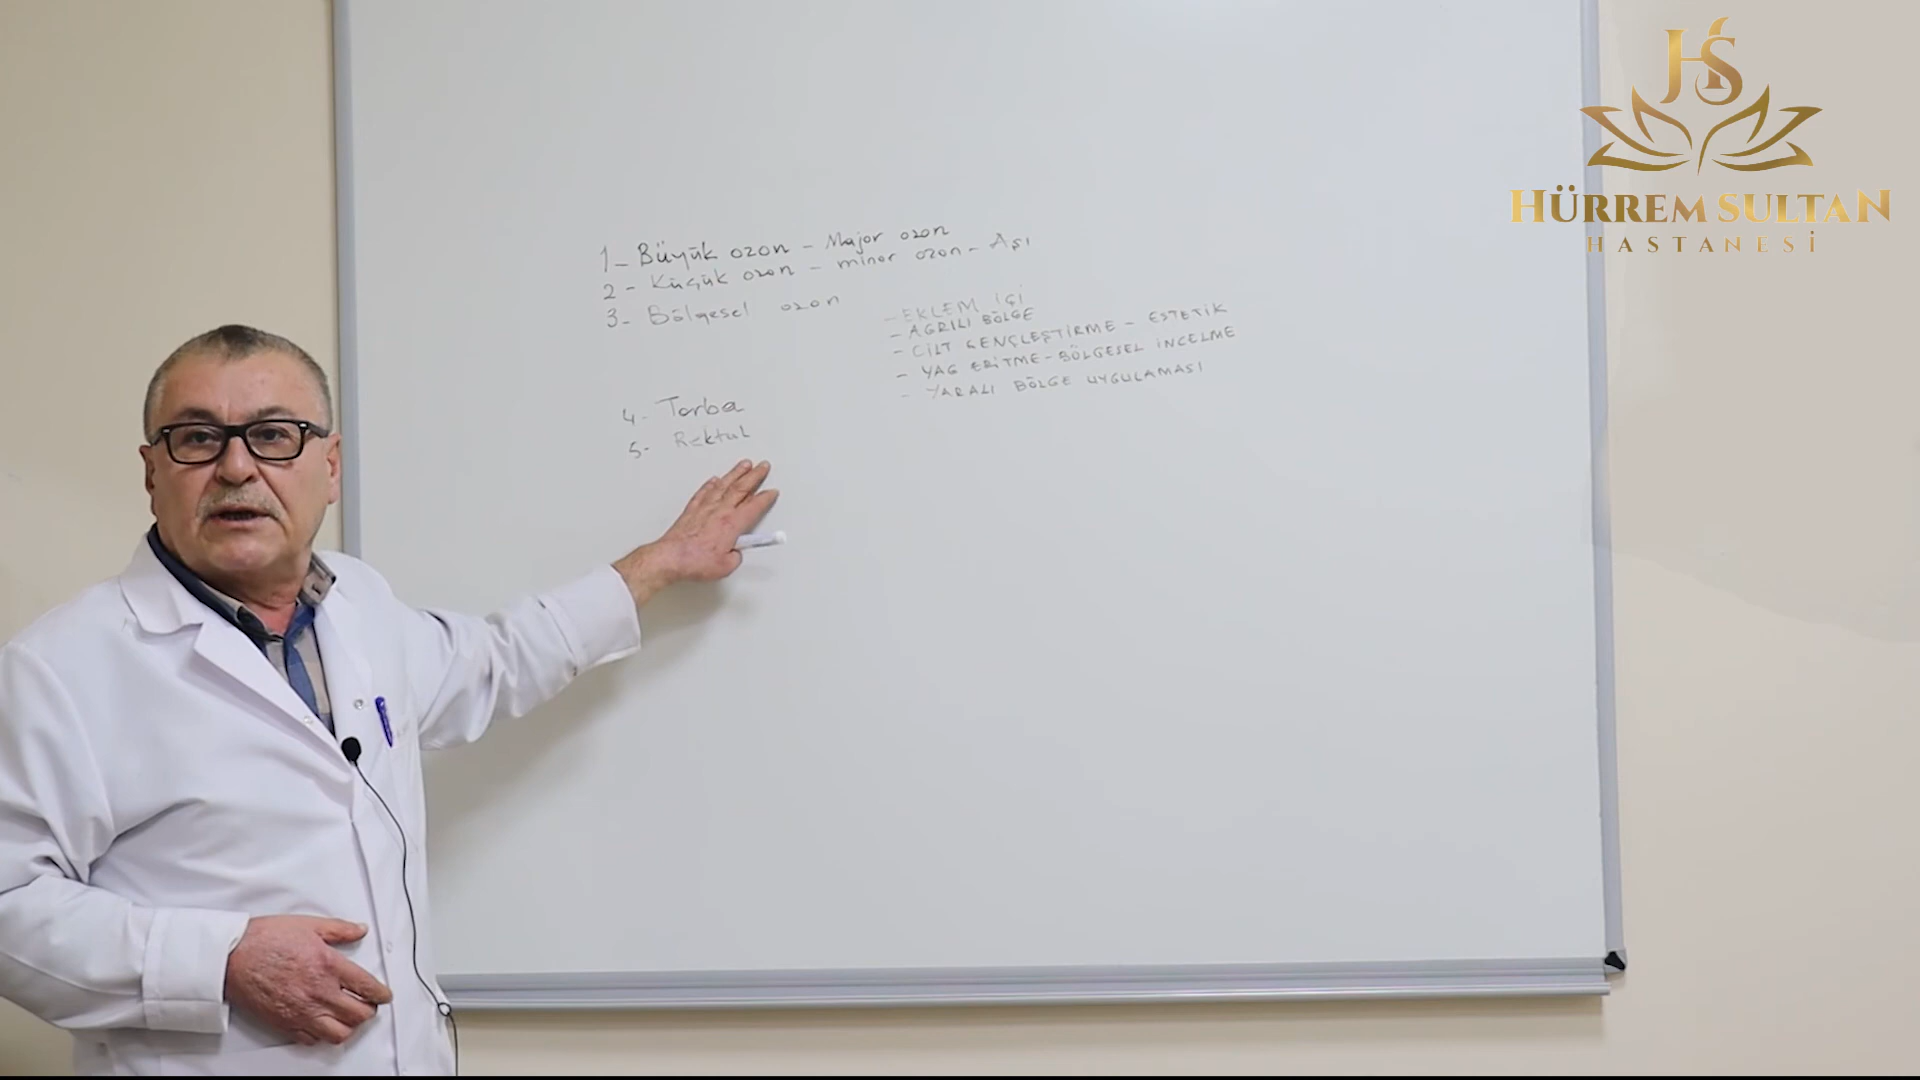 HÜRREM SULTAN
HASTANESİ
1- Büyük ozon - Major ozon
2- Küçük ozon - minor ozon - Aşı
3- Bölgesel ozon
- EKLEM İÇİ
- AĞRILI BÖLGE
- CİLT GENÇLEŞTİRME - ESTETİK
- YAG ERİTME - BÖLGESEL İNCELME
- YARALI BÖLGE UYGULAMASI
4- Torba
5- Rektal